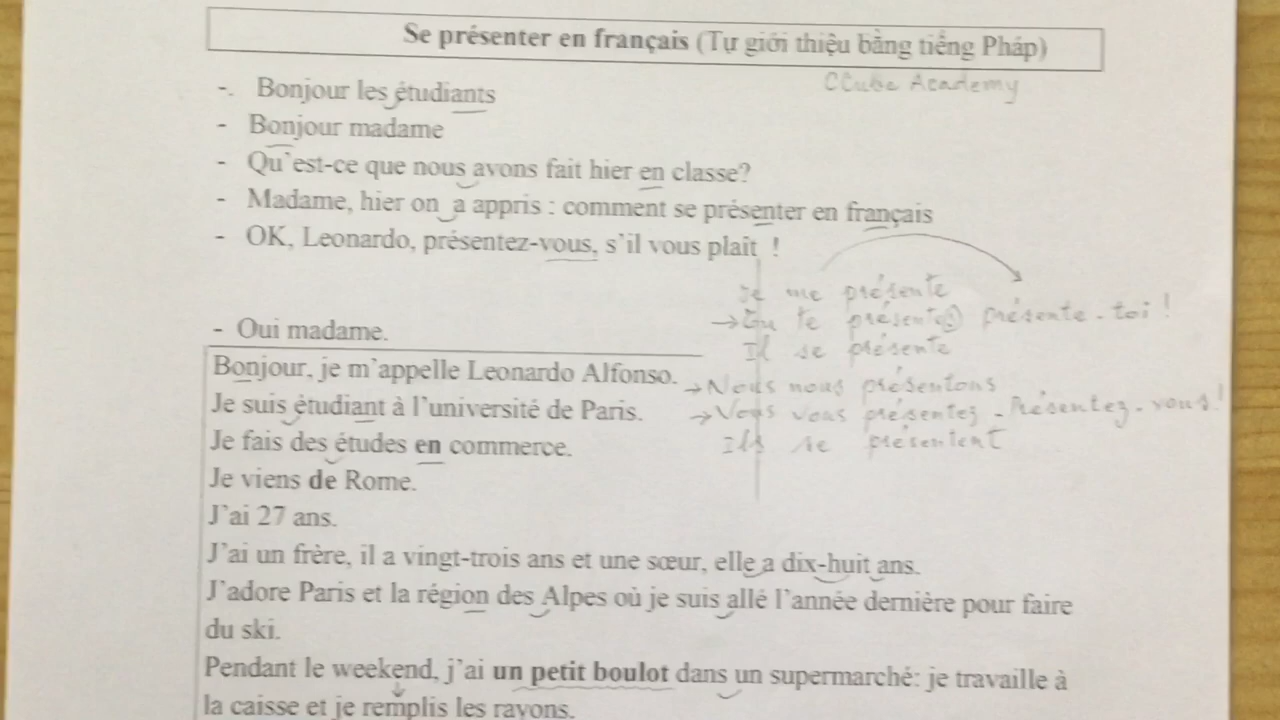 Se présenter en français (Tự giới thiệu bằng tiếng Pháp)
CCube Academy
-. Bonjour les étudiants
- Bonjour madame
- Qu'est-ce que nous avons fait hier en classe?
- Madame, hier on a appris : comment se présenter en français
- OK, Leonardo, présentez-vous, s'il vous plaît !
Je me présente
→ Tu te présentes présente-toi !
Il se présente
→ Nous nous présentons
→ Vous vous présentez - Présentez-vous!
Ils se présentent
- Oui madame.
Bonjour, je m'appelle Leonardo Alfonso.
Je suis étudiant à l'université de Paris.
Je fais des études en commerce.
Je viens de Rome.
J'ai 27 ans.
J'ai un frère, il a vingt-trois ans et une sœur, elle a dix-huit ans.
J'adore Paris et la région des Alpes où je suis allé l'année dernière pour faire
du ski.
Pendant le weekend, j'ai un petit boulot dans un supermarché: je travaille à
la caisse et je remplis les rayons.